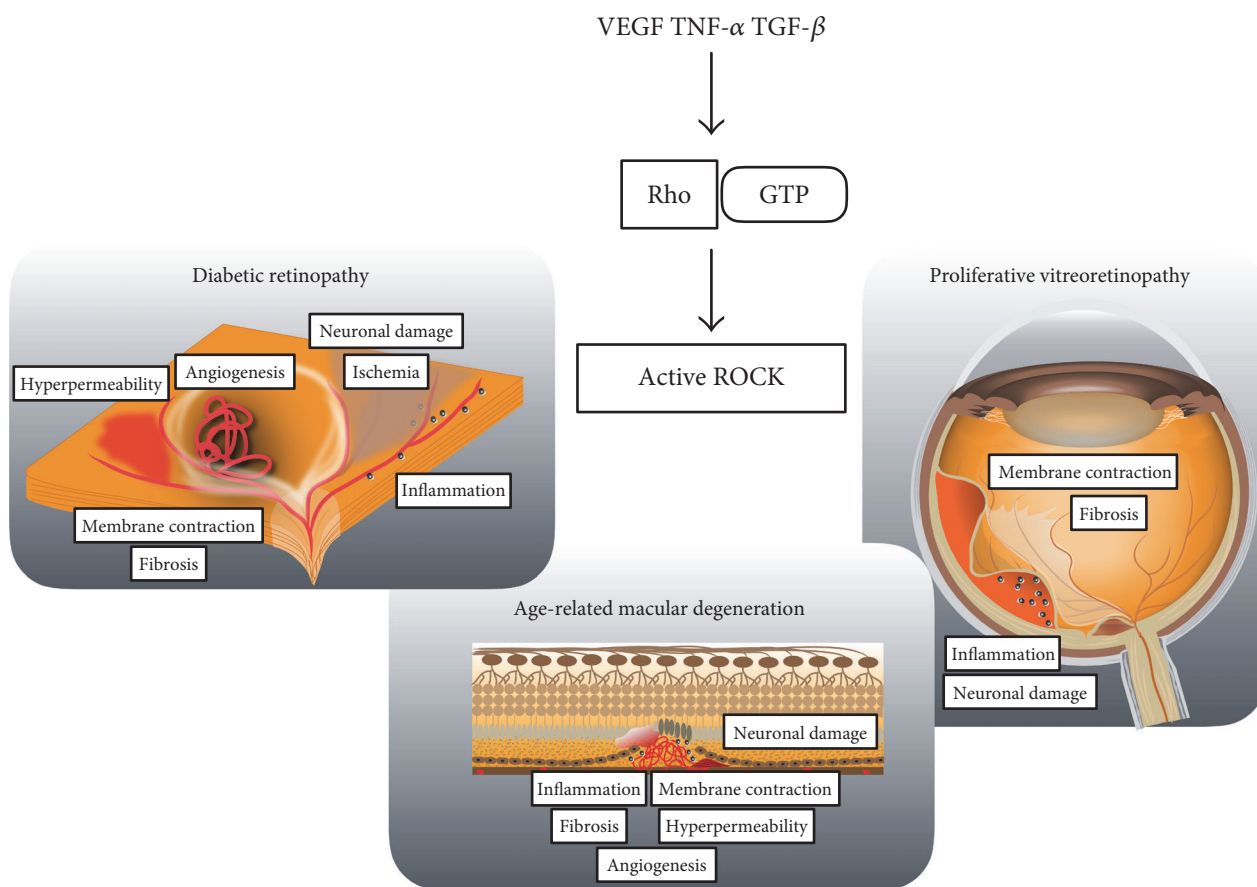 VEGF TNF-α TGF-β
Rho
GTP
Active ROCK
Diabetic retinopathy
Neuronal damage
Ischemia
Angiogenesis
Hyperpermeability
Inflammation
Membrane contraction
Fibrosis
Proliferative vitreoretinopathy
Membrane contraction
Fibrosis
Inflammation
Neuronal damage
Age-related macular degeneration
Neuronal damage
Inflammation
Membrane contraction
Fibrosis
Hyperpermeability
Angiogenesis